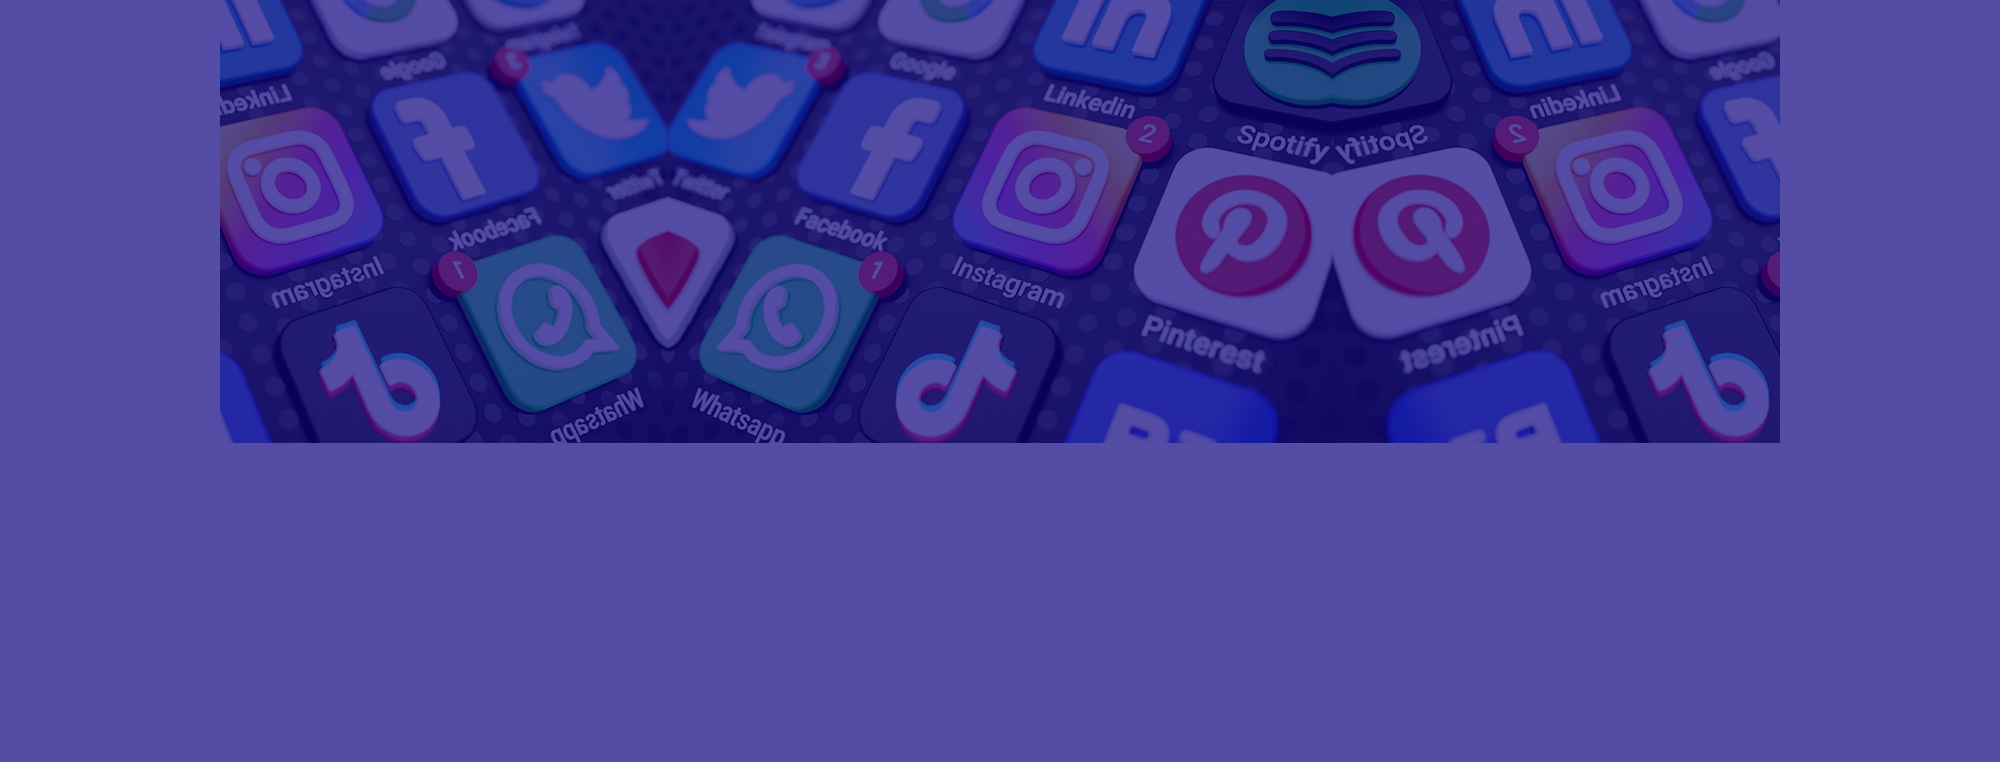 Google
Google
Google
Linkedin
Linkedin
Linkedin
2
Spotify
Spotify
2
Twitter
Twitter
Facebook
Facebook
1
1
Instagram
Instagram
Instagram
Pinterest
Pinterest
Whatsapp
Whatsapp